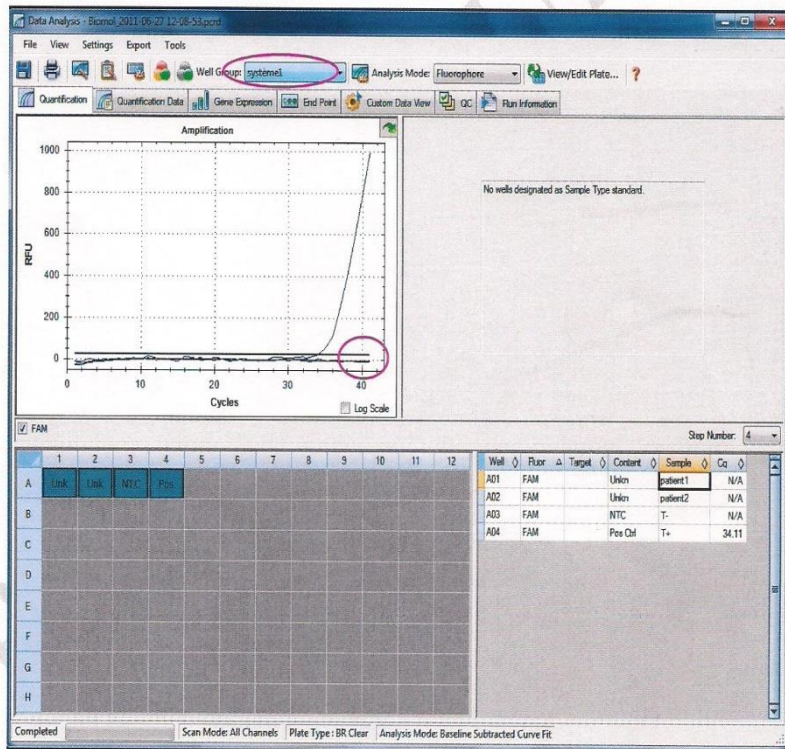 Data Analysis - Biomol_2011-06-27 12-08-53.pcrd
File View Settings Export Tools
Well Group: système1 Analysis Mode: Fluorophore View/Edit Plate... ?
Quantification Quantification Data Gene Expression End Point Custom Data View QC Run Information
Amplification
1000
800
600
400
200
0
RFU
0 10 20 30 40
Cycles
Log Scale
No wells designated as Sample Type standard.
FAM
Step Number: 4
1 2 3 4 5 6 7 8 9 10 11 12
A Unk Unk NTC Pos
B
C
D
E
F
G
H
Well Fluor Target Content Sample Cq
A01 FAM Unkn patient1 N/A
A02 FAM Unkn patient2 N/A
A03 FAM NTC T- N/A
A04 FAM Pos Ctrl T+ 34.11
Completed Scan Mode: All Channels Plate Type : BR Clear Analysis Mode: Baseline Subtracted Curve Fit